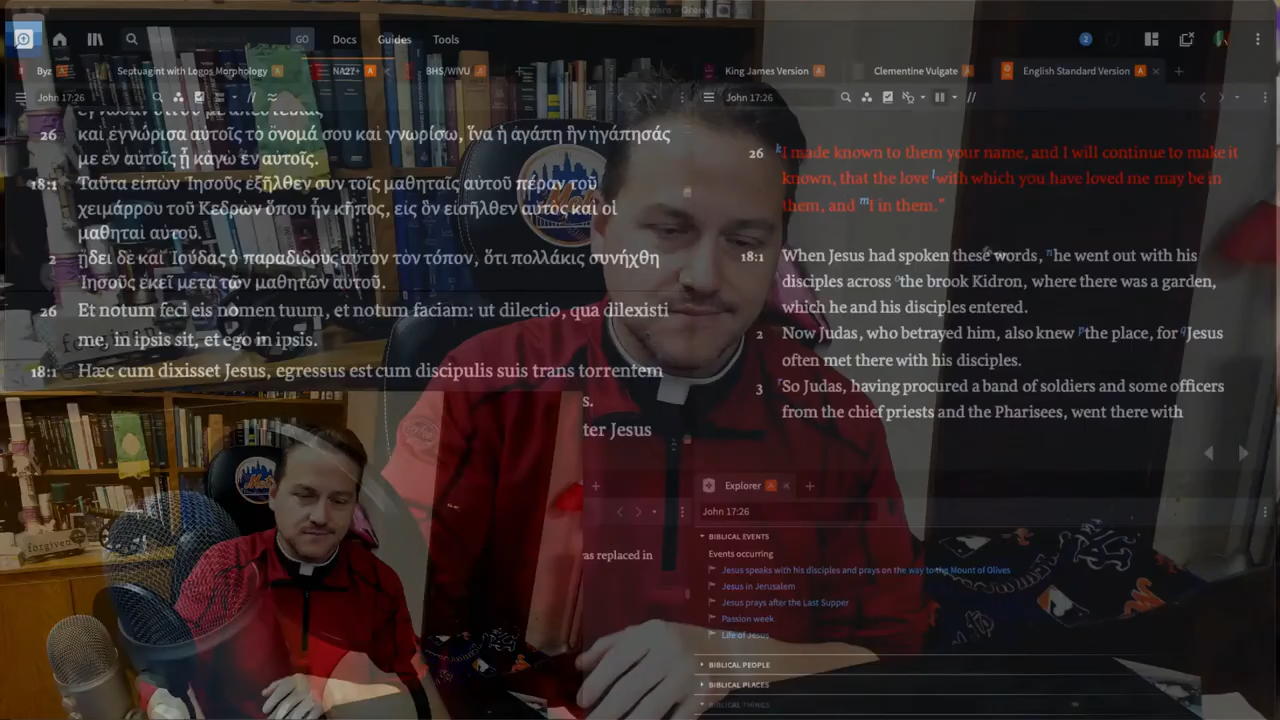 GO
Docs
Guides
Tools
2
Byz
Septuagint with Logos Morphology
BHS/WIVU
John 17:26
26 καὶ ἐγνώρισα αὐτοῖς τὸ ὄνομά σου καὶ γνωρίσω, ἵνα ἡ ἀγάπη ἣν ἠγάπησάς
με ἐν αὐτοῖς ᾖ κἀγὼ ἐν αὐτοῖς.
18:1 Ταῦτα εἰπὼν Ἰησοῦς ἐξῆλθεν σὺν τοῖς μαθηταῖς αὐτοῦ πέραν τοῦ
χειμάρρου τοῦ Κεδρὼν ὅπου ἦν κῆπος, εἰς ὃν εἰσῆλθεν αὐτὸς καὶ οἱ
μαθηταὶ αὐτοῦ.
2 ᾔδει δὲ καὶ Ἰούδας ὁ παραδιδοὺς αὐτὸν τὸν τόπον, ὅτι πολλάκις συνήχθη
Ἰησοῦς ἐκεῖ μετὰ τῶν μαθητῶν αὐτοῦ.
26 Et notum feci eis nomen tuum, et notum faciam: ut dilectio, qua dilexisti
me, in ipsis sit, et ego in ipsis.
18:1 Hæc cum dixisset Jesus, egressus est cum discipulis suis trans torrentem
s.
ter Jesus
as replaced in
King James Version
Clementine Vulgate
English Standard Version
John 17:26
26 k I made known to them your name, and I will continue to make it
known, that the love l with which you have loved me may be in
them, and m I in them."
18:1 When Jesus had spoken these words, n he went out with his
disciples across o the brook Kidron, where there was a garden,
which he and his disciples entered.
2 Now Judas, who betrayed him, also knew p the place, for q Jesus
often met there with his disciples.
3 r So Judas, having procured a band of soldiers and some officers
from the chief priests and the Pharisees, went there with
Explorer
John 17:26
BIBLICAL EVENTS
Events occurring
Jesus speaks with his disciples and prays on the way to the Mount of Olives
Jesus in Jerusalem
Jesus prays after the Last Supper
Passion week
Life of Jesus
BIBLICAL PEOPLE
BIBLICAL PLACES
BIBLICAL THINGS
Mets
forgiven